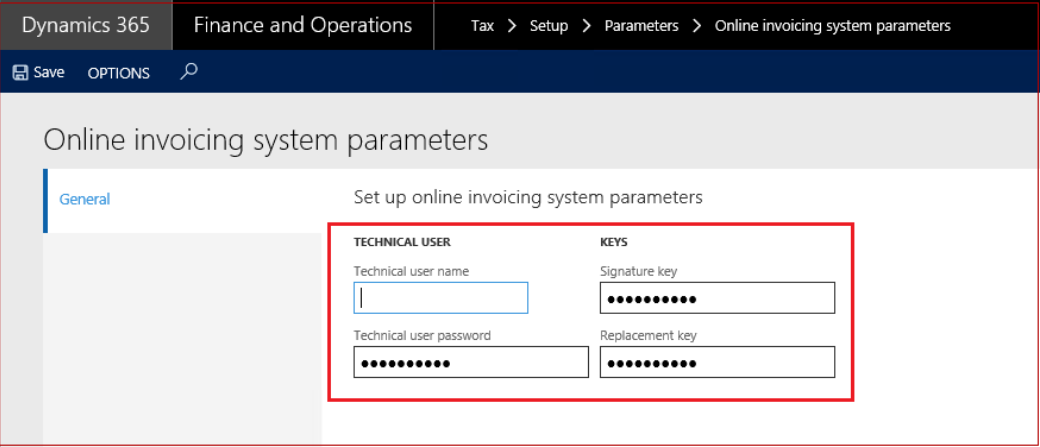 Dynamics 365 Finance and Operations Tax > Setup > Parameters > Online invoicing system parameters
Save OPTIONS
Online invoicing system parameters
General
Set up online invoicing system parameters
TECHNICAL USER KEYS
Technical user name Signature key
●●●●●●●●●●
Technical user password Replacement key
●●●●●●●●●● ●●●●●●●●●●